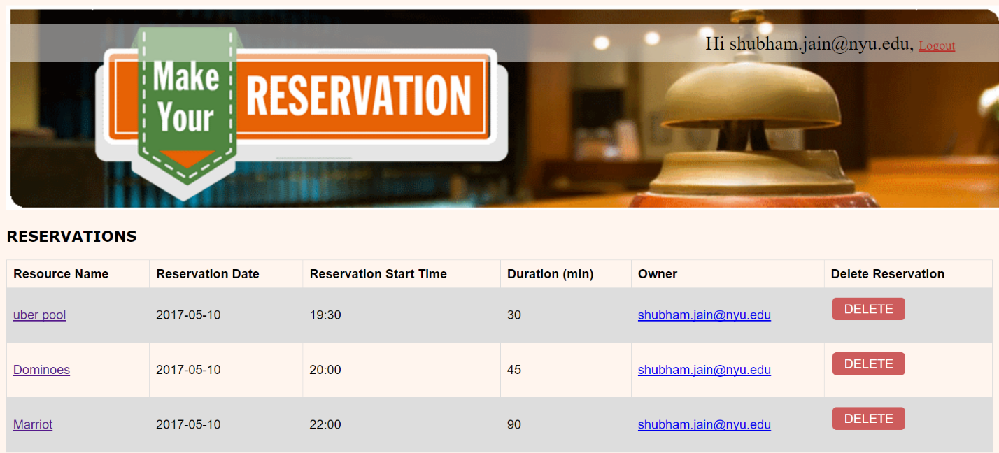 Hi shubham.jain@nyu.edu, Logout
Make
Your
RESERVATION
RESERVATIONS
Resource Name Reservation Date Reservation Start Time Duration (min) Owner Delete Reservation
uber pool 2017-05-10 19:30 30 shubham.jain@nyu.edu DELETE
Dominoes 2017-05-10 20:00 45 shubham.jain@nyu.edu DELETE
Marriot 2017-05-10 22:00 90 shubham.jain@nyu.edu DELETE